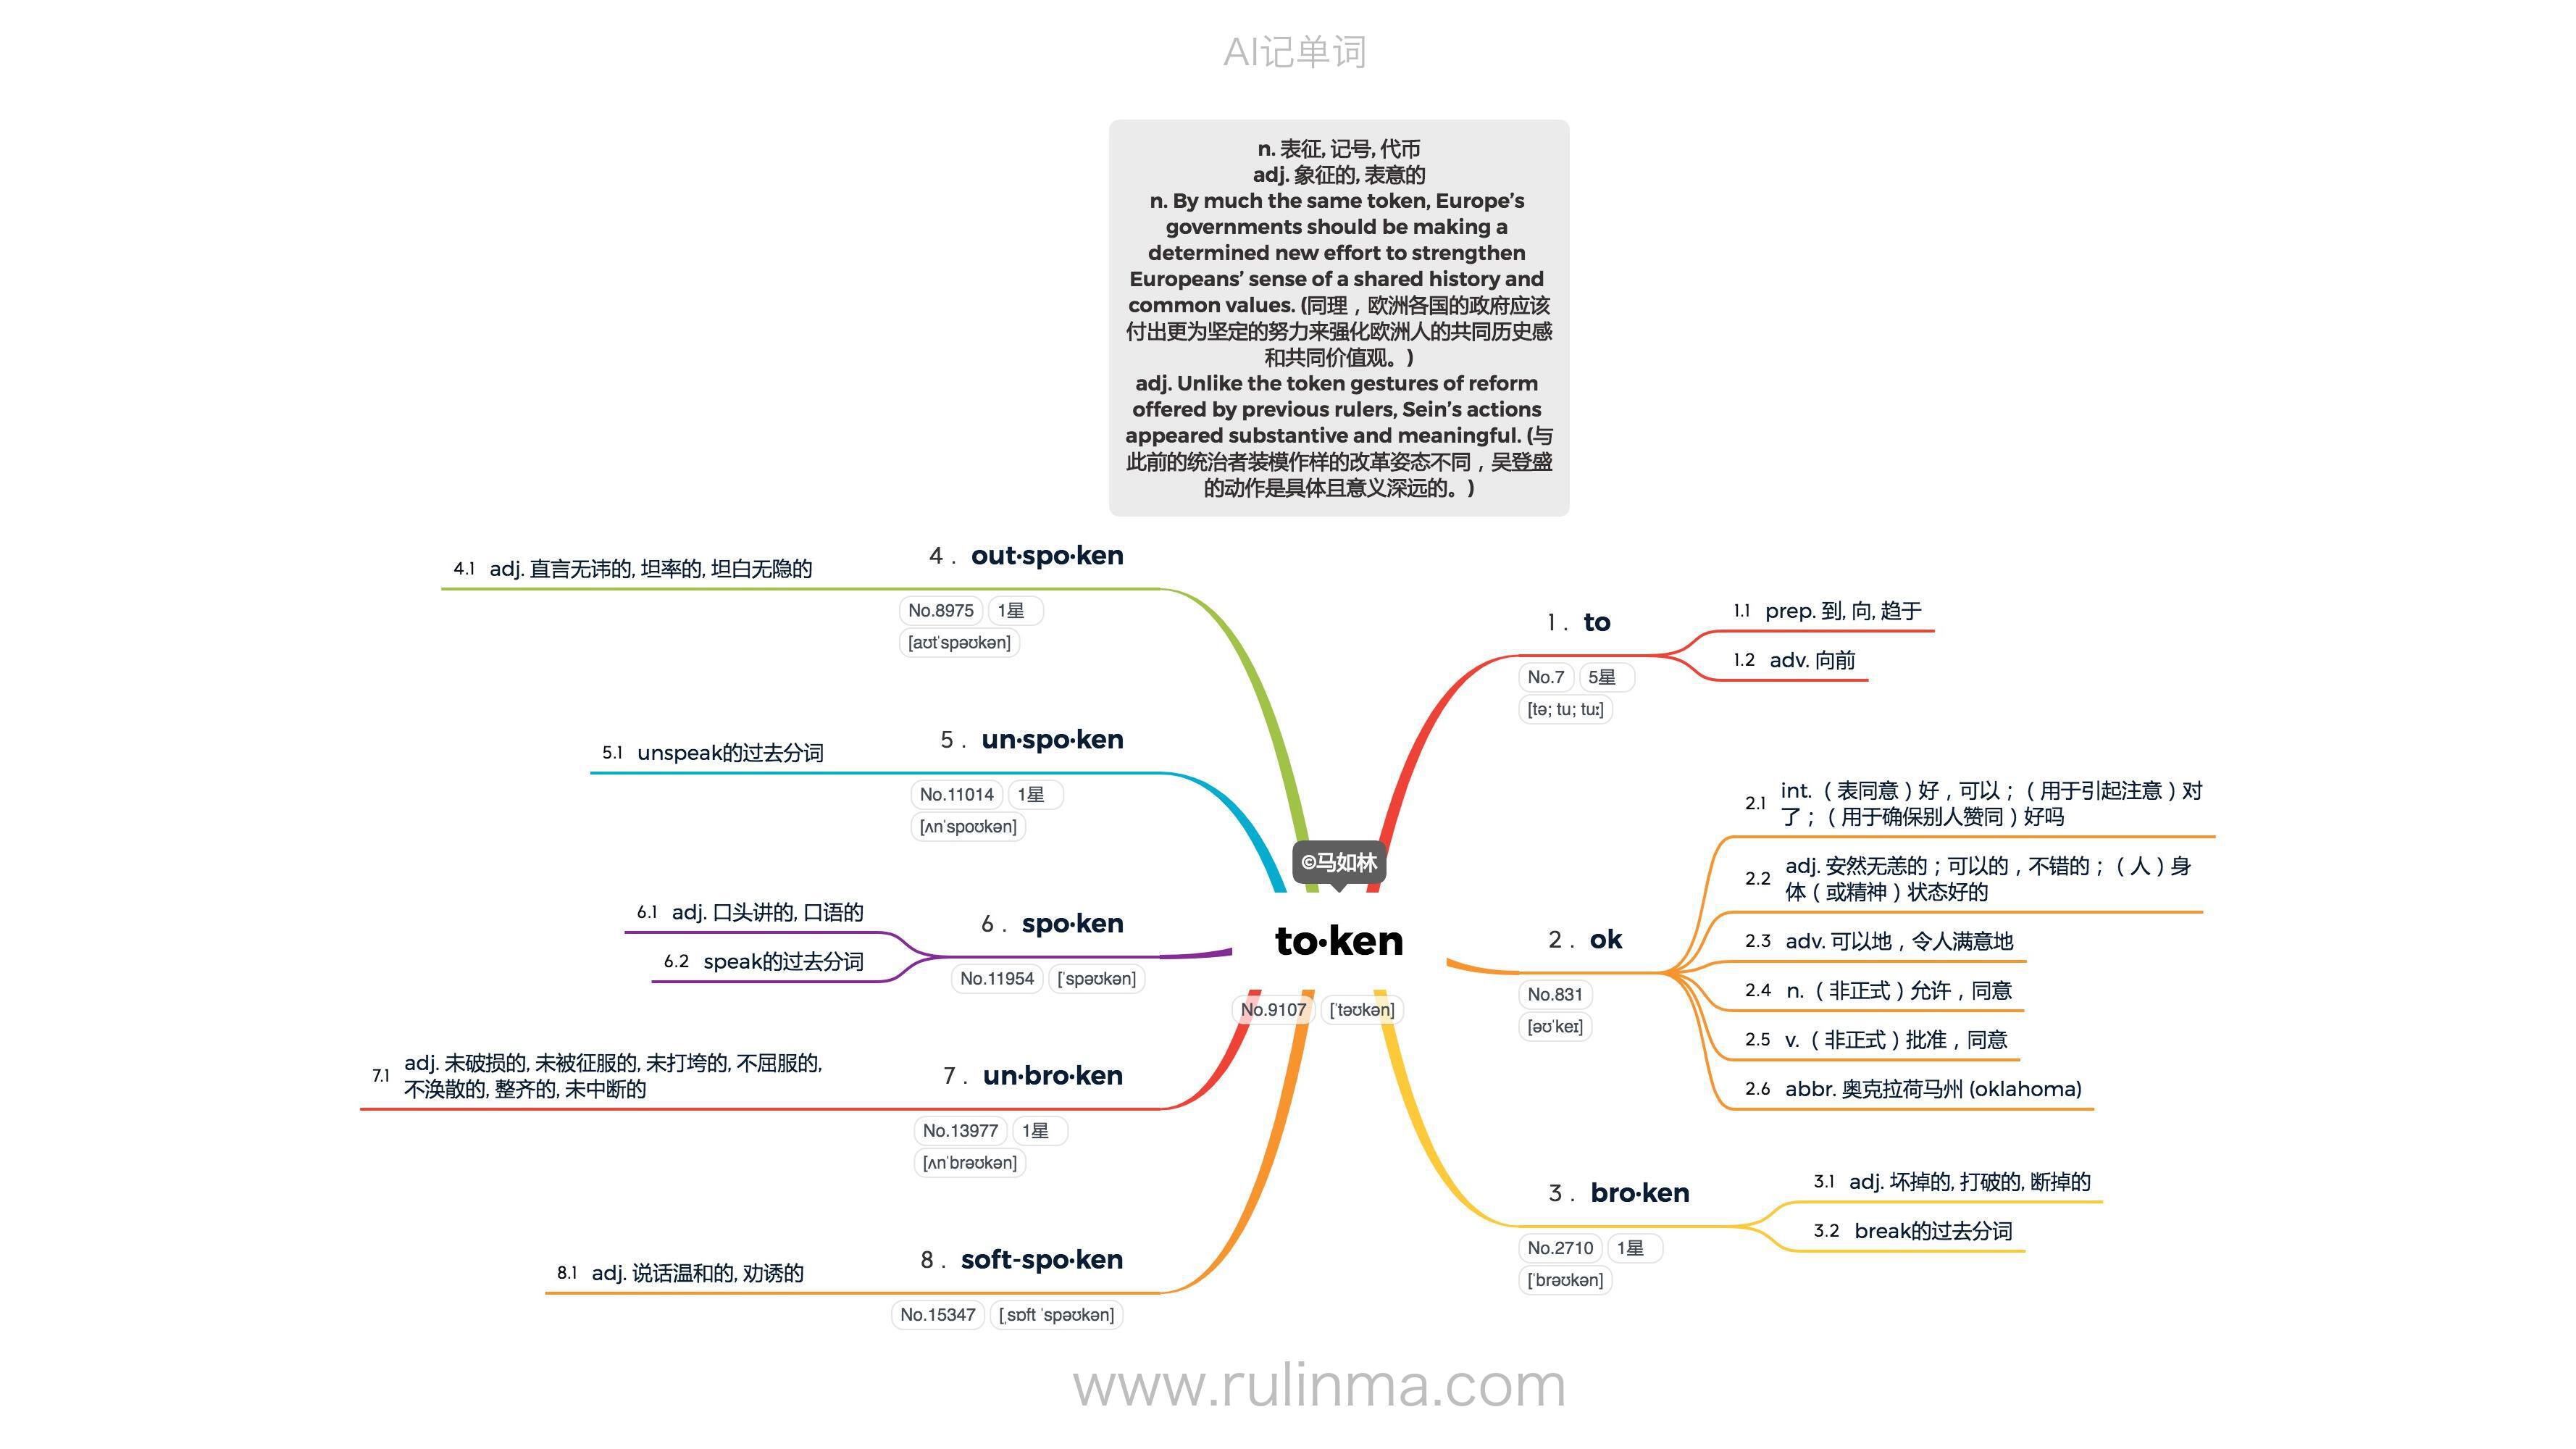 AI记单词
n. 表征, 记号, 代币
adj. 象征的, 表意的
n. By much the same token, Europe’s
governments should be making a
determined new effort to strengthen
Europeans’ sense of a shared history and
common values. (同理，欧洲各国的政府应该
付出更为坚定的努力来强化欧洲人的共同历史感
和共同价值观。)
adj. Unlike the token gestures of reform
offered by previous rulers, Sein’s actions
appeared substantive and meaningful. (与
此前的统治者装模作样的改革姿态不同，吴登盛
的动作是具体且意义深远的。)
©马如林
to·ken
No.9107 [ˈtəʊkən]
1. to
No.7 5星
[tə; tu; tuː]
1.1 prep. 到, 向, 趋于
1.2 adv. 向前
2. ok
No.831
[əʊˈkeɪ]
2.1 int.（表同意）好，可以；（用于引起注意）对
了；（用于确保别人赞同）好吗
2.2 adj. 安然无恙的；可以的，不错的；（人）身
体（或精神）状态好的
2.3 adv. 可以地，令人满意地
2.4 n.（非正式）允许，同意
2.5 v.（非正式）批准，同意
2.6 abbr. 奥克拉荷马州 (oklahoma)
3. bro·ken
No.2710 1星
[ˈbrəʊkən]
3.1 adj. 坏掉的, 打破的, 断掉的
3.2 break的过去分词
4. out·spo·ken
No.8975 1星
[aʊtˈspəʊkən]
4.1 adj. 直言无讳的, 坦率的, 坦白无隐的
5. un·spo·ken
No.11014 1星
[ʌnˈspoʊkən]
5.1 unspeak的过去分词
6. spo·ken
No.11954 [ˈspəʊkən]
6.1 adj. 口头讲的, 口语的
6.2 speak的过去分词
7. un·bro·ken
No.13977 1星
[ʌnˈbrəʊkən]
7.1 adj. 未破损的, 未被征服的, 未打垮的, 不屈服的,
不涣散的, 整齐的, 未中断的
8. soft-spo·ken
No.15347 [ˌsɒft ˈspəʊkən]
8.1 adj. 说话温和的, 劝诱的
www.rulinma.com